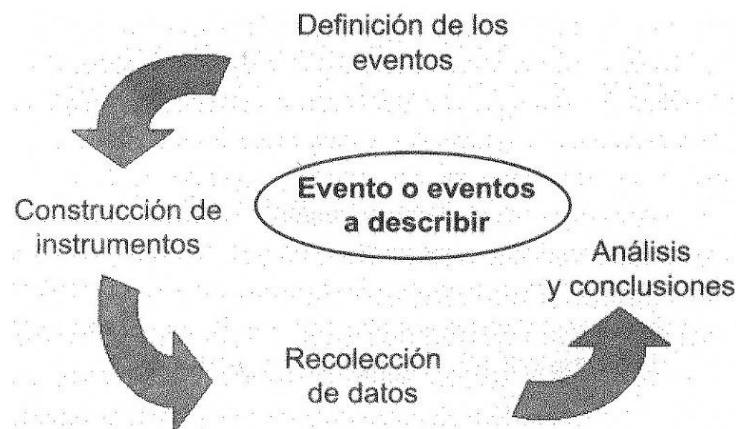 Definición de los
eventos
Evento o eventos
a describir
Construcción de
instrumentos
Análisis
y conclusiones
Recolección
de datos